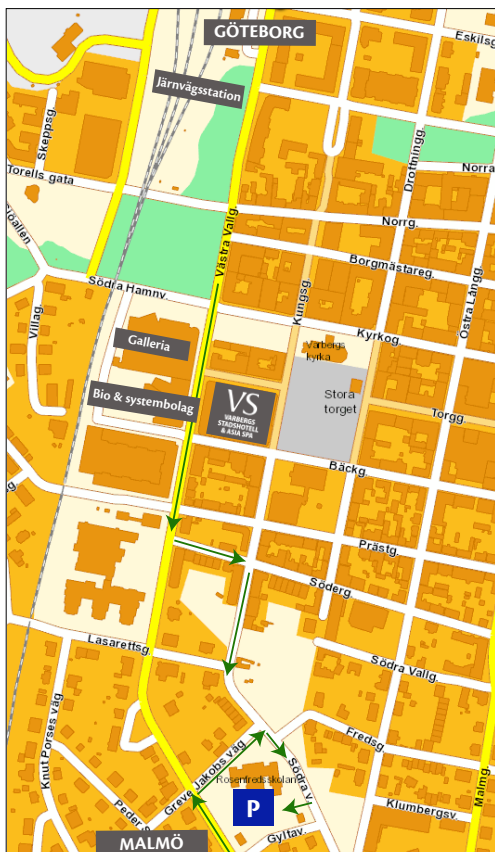 GÖTEBORG
Eskilsg
Järnvägsstation
Skeppsg.
Drottningg.
Torells gata
Norra
Norrg.
Västra Vallg.
Borgmästareg.
Östra Långg.
Södra Hamnv.
Kungsg.
Kyrkog.
Villag.
Galleria
Varbergs
kyrka
Bio & systembolag
VS
VARBERGS
STADSHOTELL
& ASIA SPA
Stora
torget
Torgg.
Bäckg.
g.
Prästg.
Söderg.
Lasarettsg.
Södra Vallg.
Knut Porses väg
Fredsg.
Greve Jakobs väg
Södra v.
Malmg.
Rosenfredsskolan
P
Peder S
Klumbergsv.
Gyltav.
MALMÖ